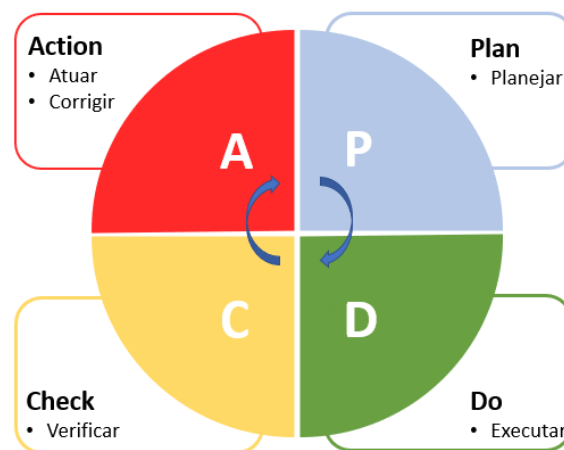 Action
• Atuar
• Corrigir
Plan
• Planejar
A
P
C
D
Check
• Verificar
Do
• Executar